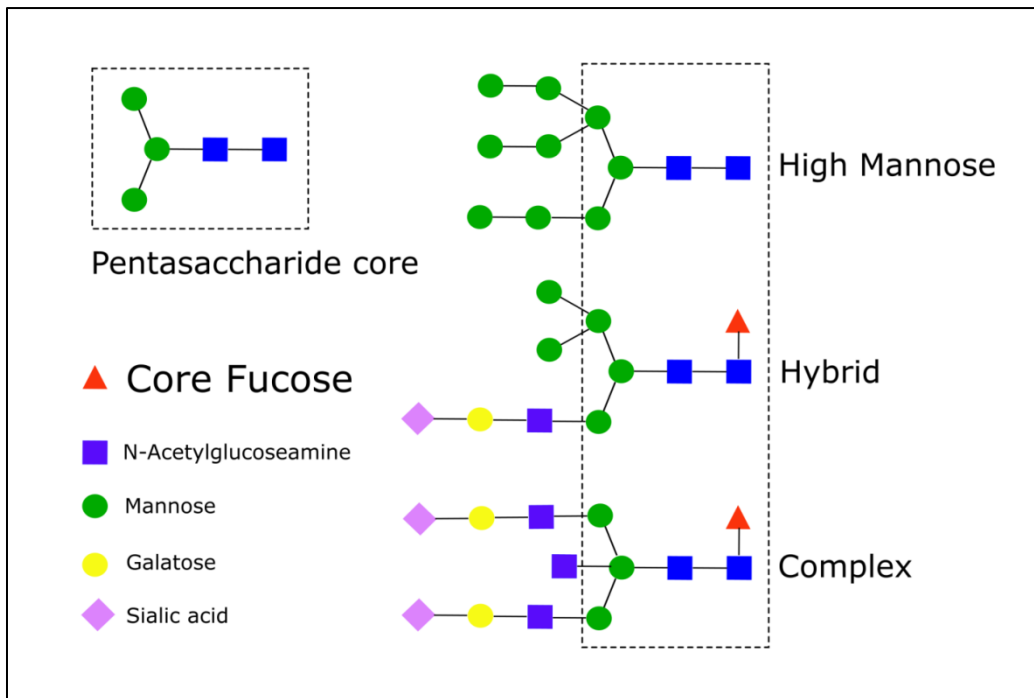 High Mannose
Pentasaccharide core
Hybrid
Core Fucose
N-Acetylglucoseamine
Mannose
Galatose
Complex
Sialic acid